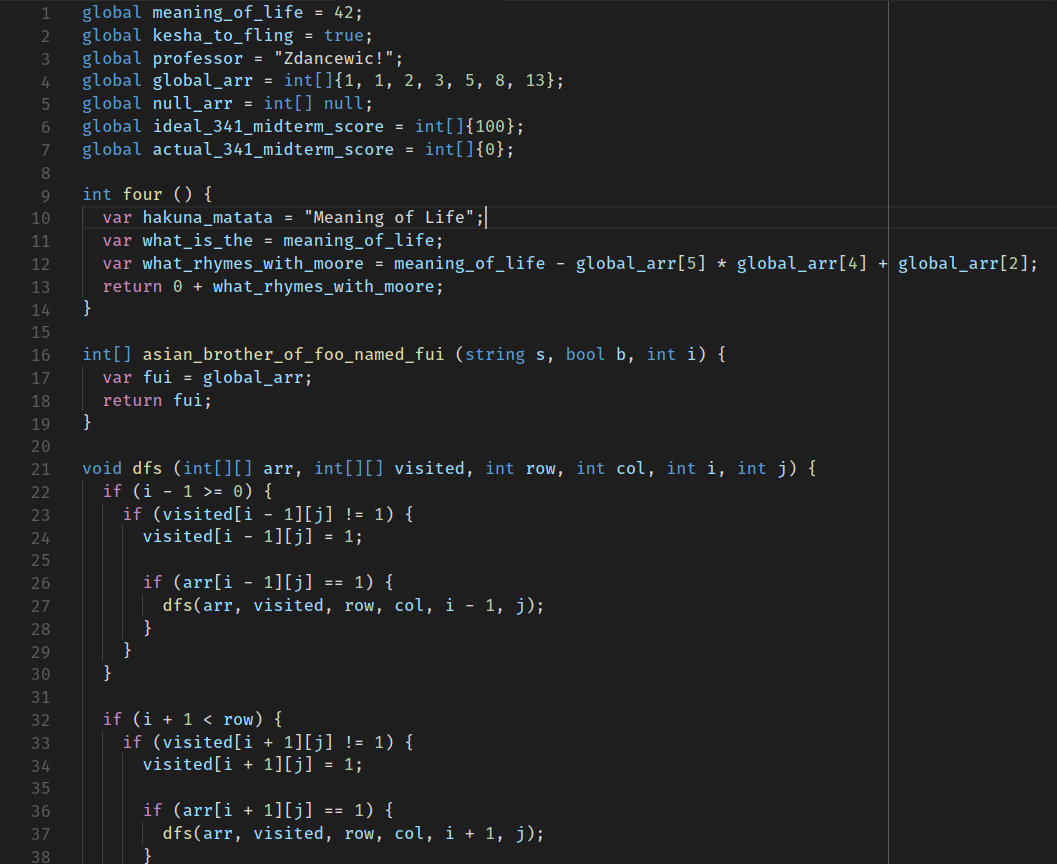 1 global meaning_of_life = 42;
2 global kesha_to_fling = true;
3 global professor = "Zdancewic!";
4 global global_arr = int[]{1, 1, 2, 3, 5, 8, 13};
5 global null_arr = int[] null;
6 global ideal_341_midterm_score = int[]{100};
7 global actual_341_midterm_score = int[]{0};
8
9 int four () {
10   var hakuna_matata = "Meaning of Life";
11   var what_is_the = meaning_of_life;
12   var what_rhymes_with_moore = meaning_of_life - global_arr[5] * global_arr[4] + global_arr[2];
13   return 0 + what_rhymes_with_moore;
14 }
15
16 int[] asian_brother_of_foo_named_fui (string s, bool b, int i) {
17   var fui = global_arr;
18   return fui;
19 }
20
21 void dfs (int[][] arr, int[][] visited, int row, int col, int i, int j) {
22   if (i - 1 >= 0) {
23     if (visited[i - 1][j] != 1) {
24       visited[i - 1][j] = 1;
25
26       if (arr[i - 1][j] == 1) {
27         dfs(arr, visited, row, col, i - 1, j);
28       }
29     }
30   }
31
32   if (i + 1 < row) {
33     if (visited[i + 1][j] != 1) {
34       visited[i + 1][j] = 1;
35
36       if (arr[i + 1][j] == 1) {
37         dfs(arr, visited, row, col, i + 1, j);
38       }